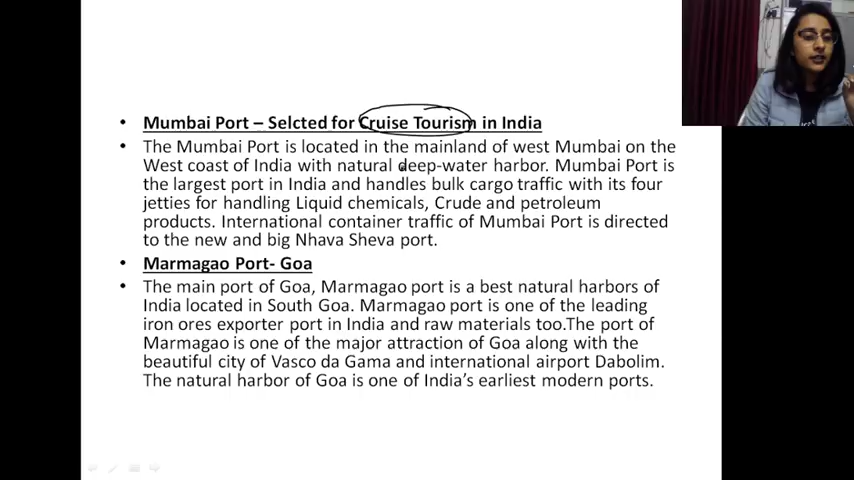 • Mumbai Port – Selcted for Cruise Tourism in India
• The Mumbai Port is located in the mainland of west Mumbai on the
West coast of India with natural deep-water harbor. Mumbai Port is
the largest port in India and handles bulk cargo traffic with its four
jetties for handling Liquid chemicals, Crude and petroleum
products. International container traffic of Mumbai Port is directed
to the new and big Nhava Sheva port.
• Marmagao Port- Goa
• The main port of Goa, Marmagao port is a best natural harbors of
India located in South Goa. Marmagao port is one of the leading
iron ores exporter port in India and raw materials too.The port of
Marmagao is one of the major attraction of Goa along with the
beautiful city of Vasco da Gama and international airport Dabolim.
The natural harbor of Goa is one of India’s earliest modern ports.